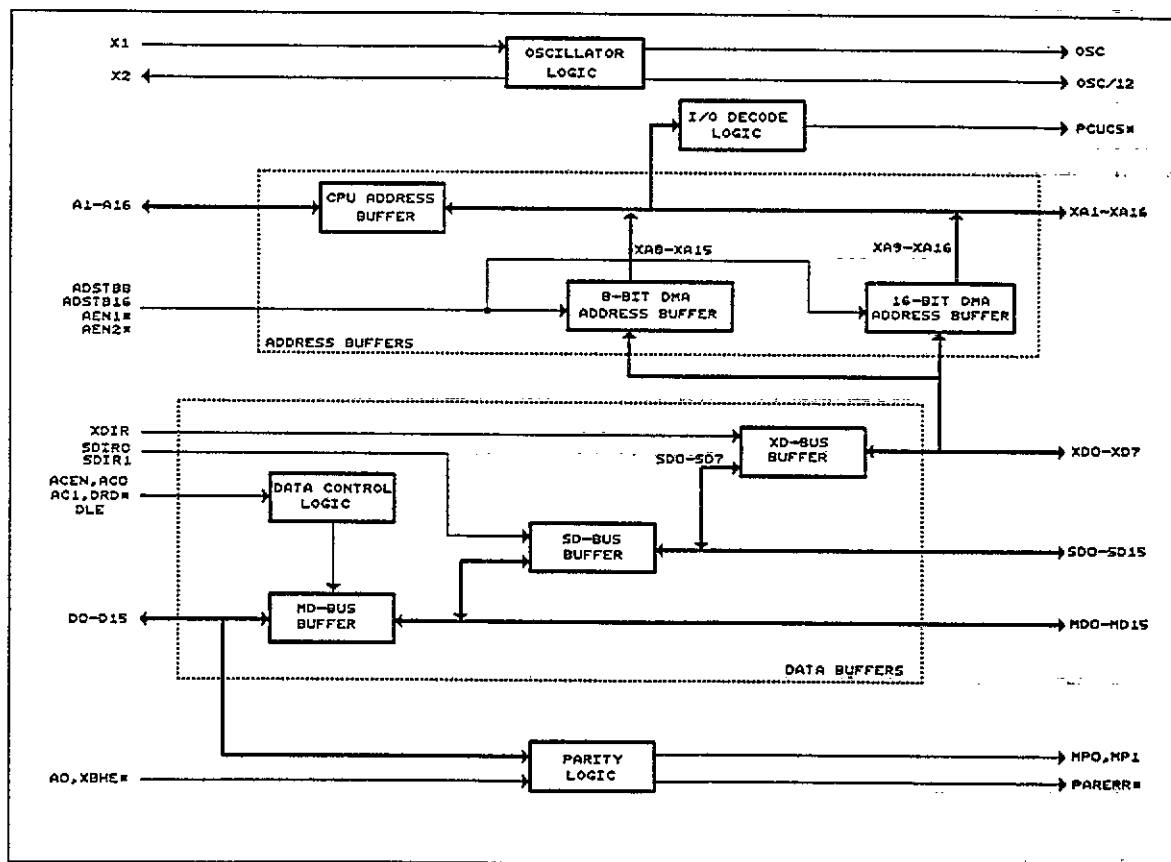 X1
OSCILLATOR
LOGIC
OSC
X2
OSC/12
I/O DECODE
LOGIC
PCUCS*
A1-A16
CPU ADDRESS
BUFFER
XA1-XA16
XA8-XA15
XA9-XA16
ADSTB8
ADSTB16
AEN1*
AEN2*
8-BIT DMA
ADDRESS BUFFER
16-BIT DMA
ADDRESS BUFFER
ADDRESS BUFFERS
XDIR
SDIR0
SDIR1
XD-BUS
BUFFER
SD0-SD7
XD0-XD7
ACEN,AC0
AC1,DRD*
DLE
DATA CONTROL
LOGIC
SD-BUS
BUFFER
SD0-SD15
D0-D15
MD-BUS
BUFFER
MD0-MD15
DATA BUFFERS
PARITY
LOGIC
MP0,MP1
A0,XBHE*
PARERR*